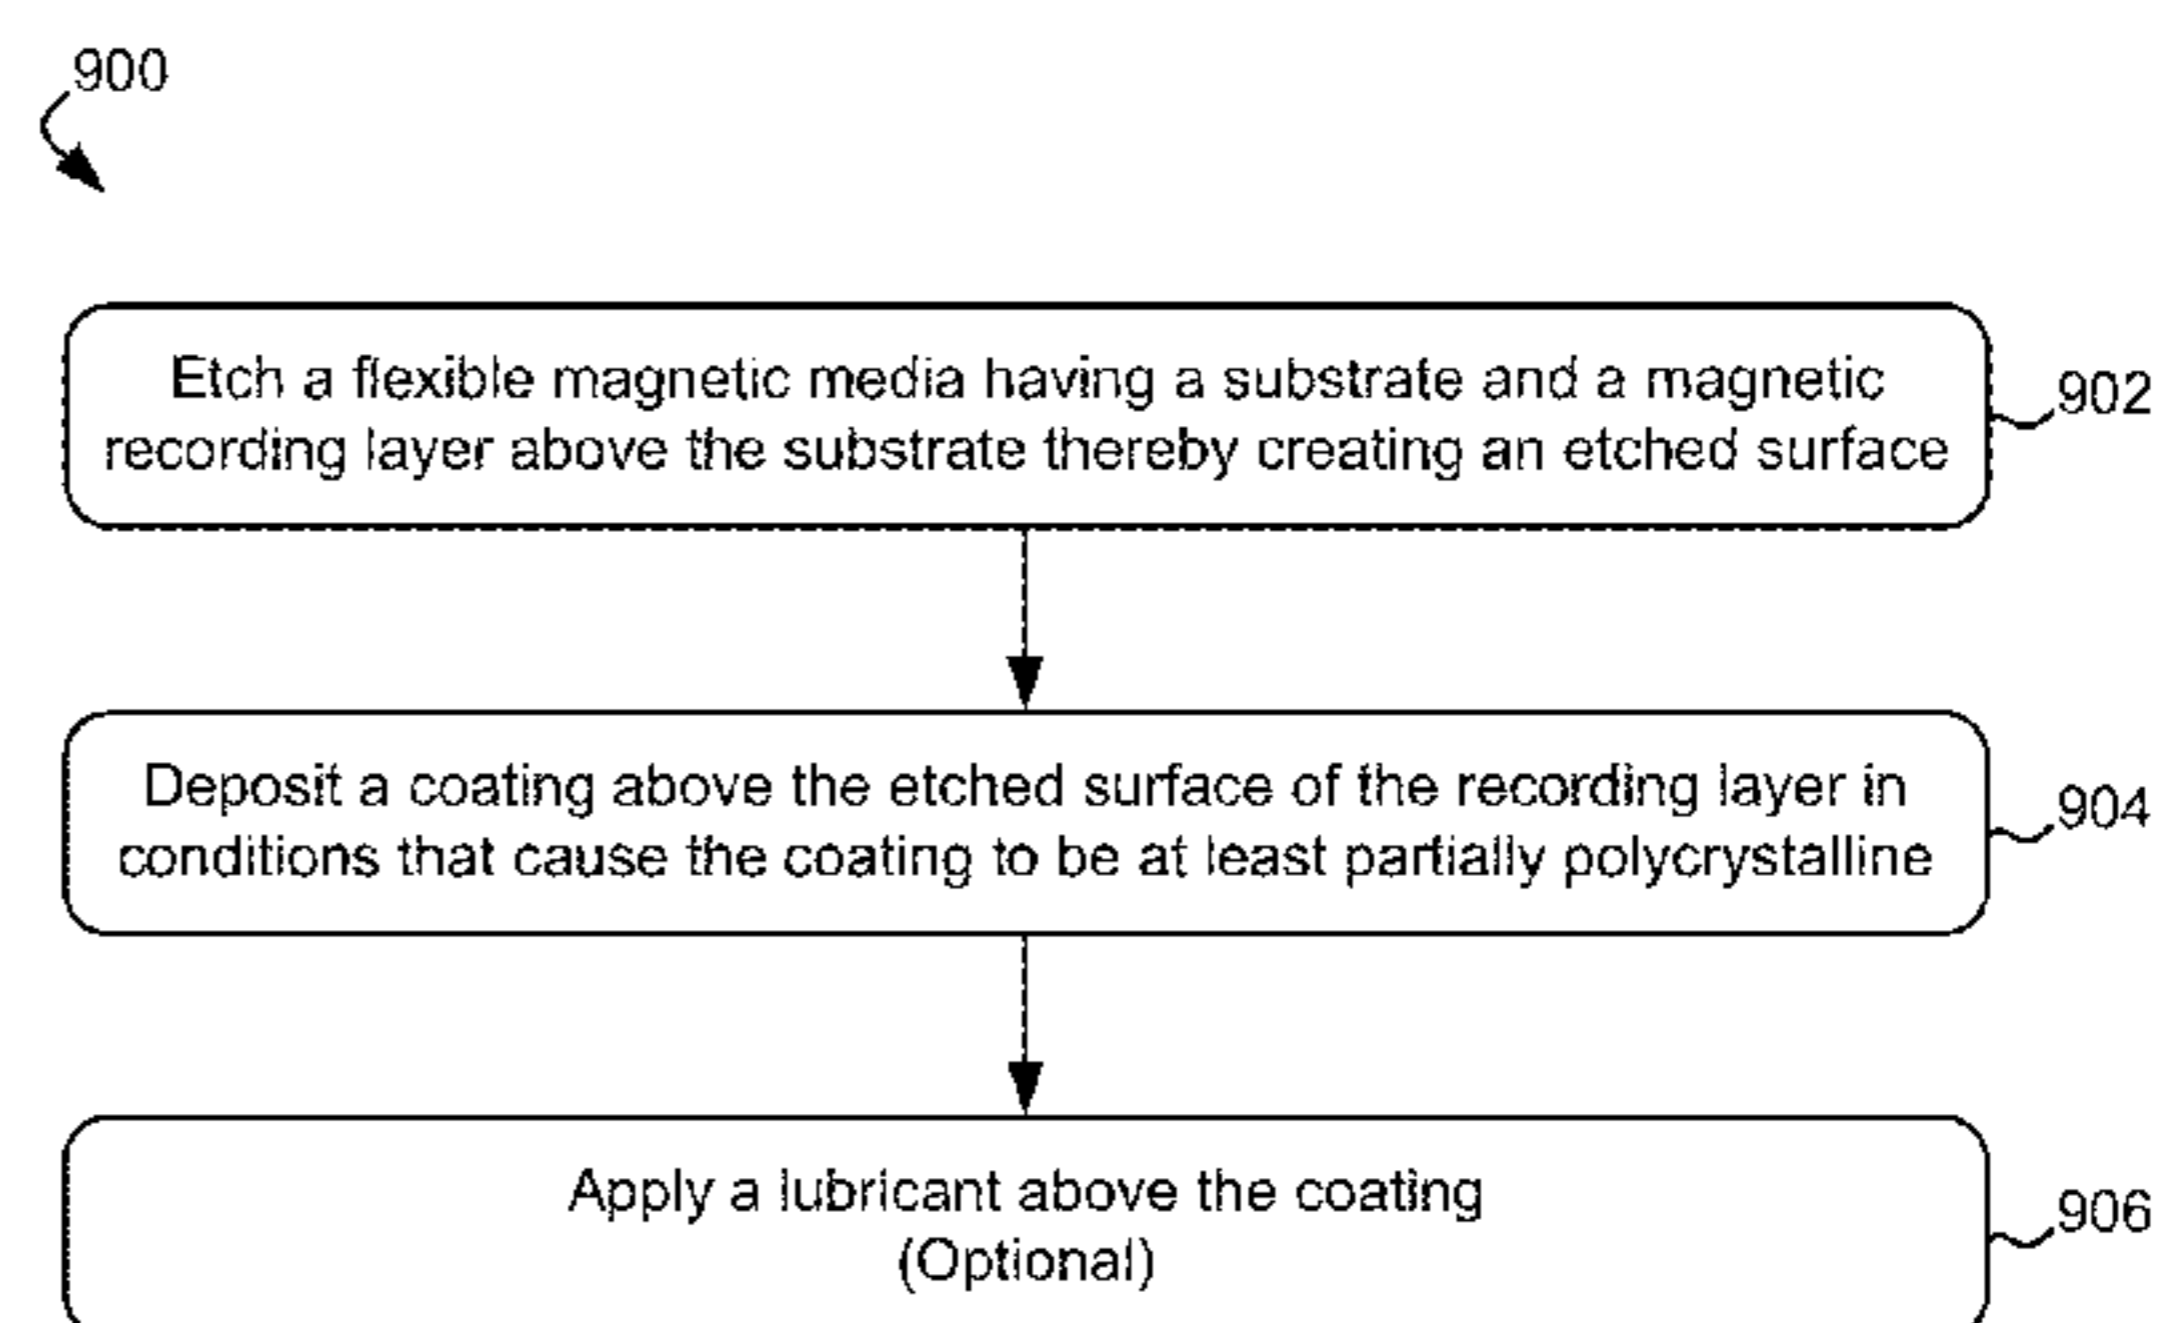 900
Etch a flexible magnetic media having a substrate and a magnetic
recording layer above the substrate thereby creating an etched surface
902
Deposit a coating above the etched surface of the recording layer in
conditions that cause the coating to be at least partially polycrystalline
904
Apply a lubricant above the coating
(Optional)
906